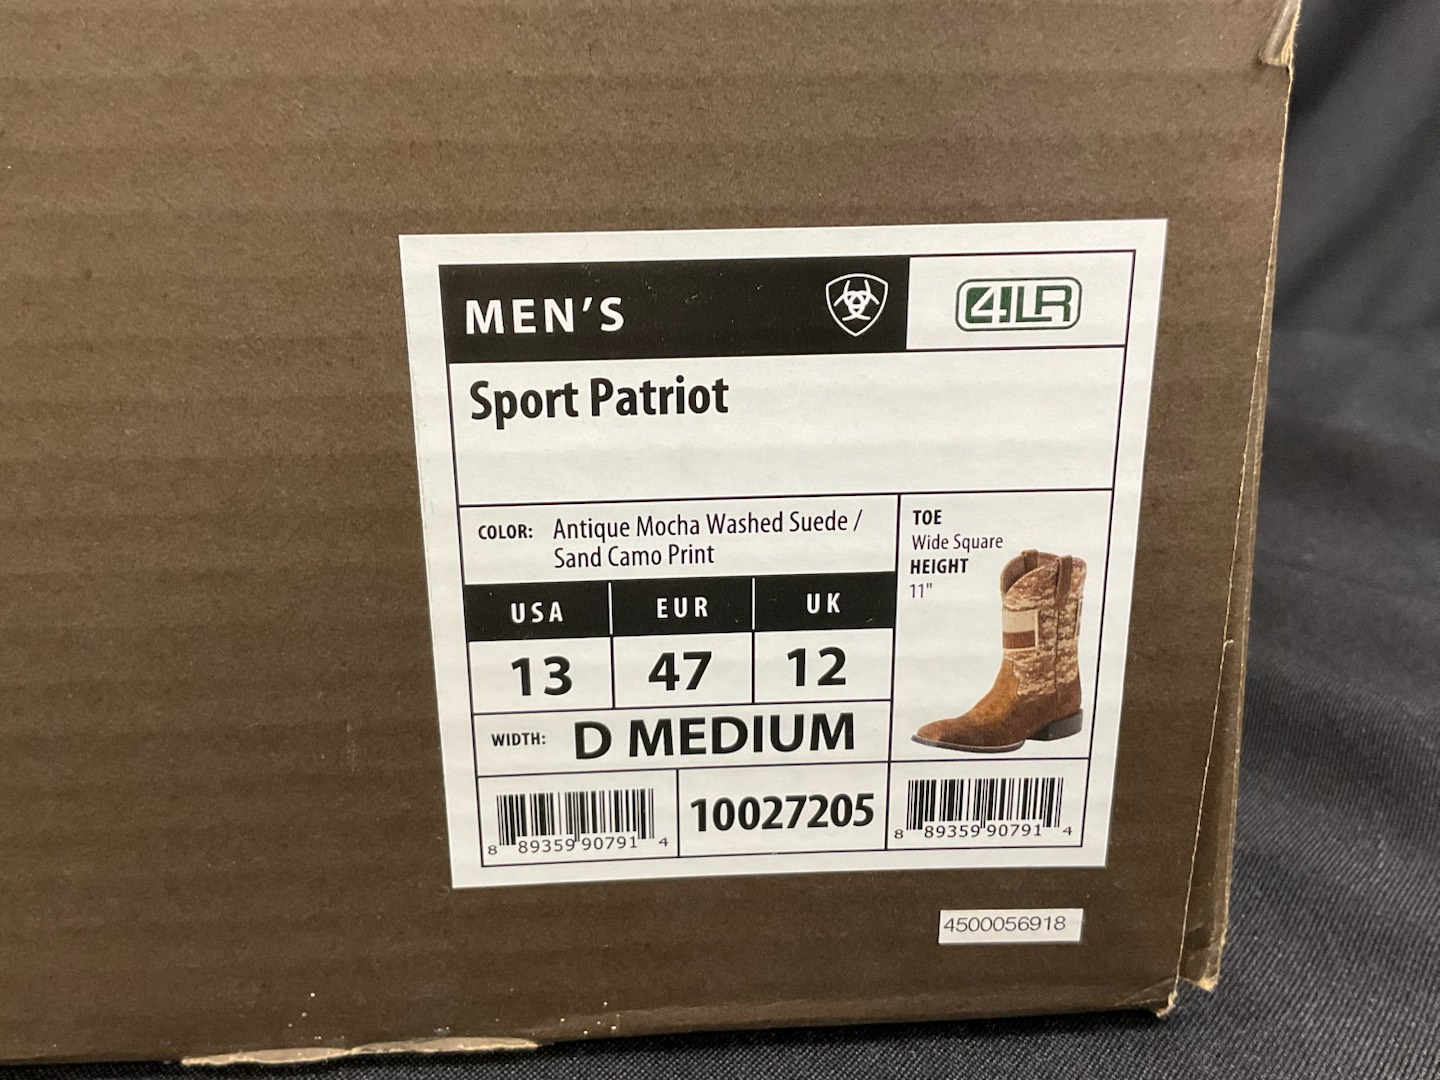 MEN'S
4LR
Sport Patriot
COLOR: Antique Mocha Washed Suede /
Sand Camo Print
TOE
Wide Square
HEIGHT
11"
USA EUR UK
13 47 12
WIDTH: D MEDIUM
8 89359 90791 4
10027205
8 89359 90791 4
4500056918